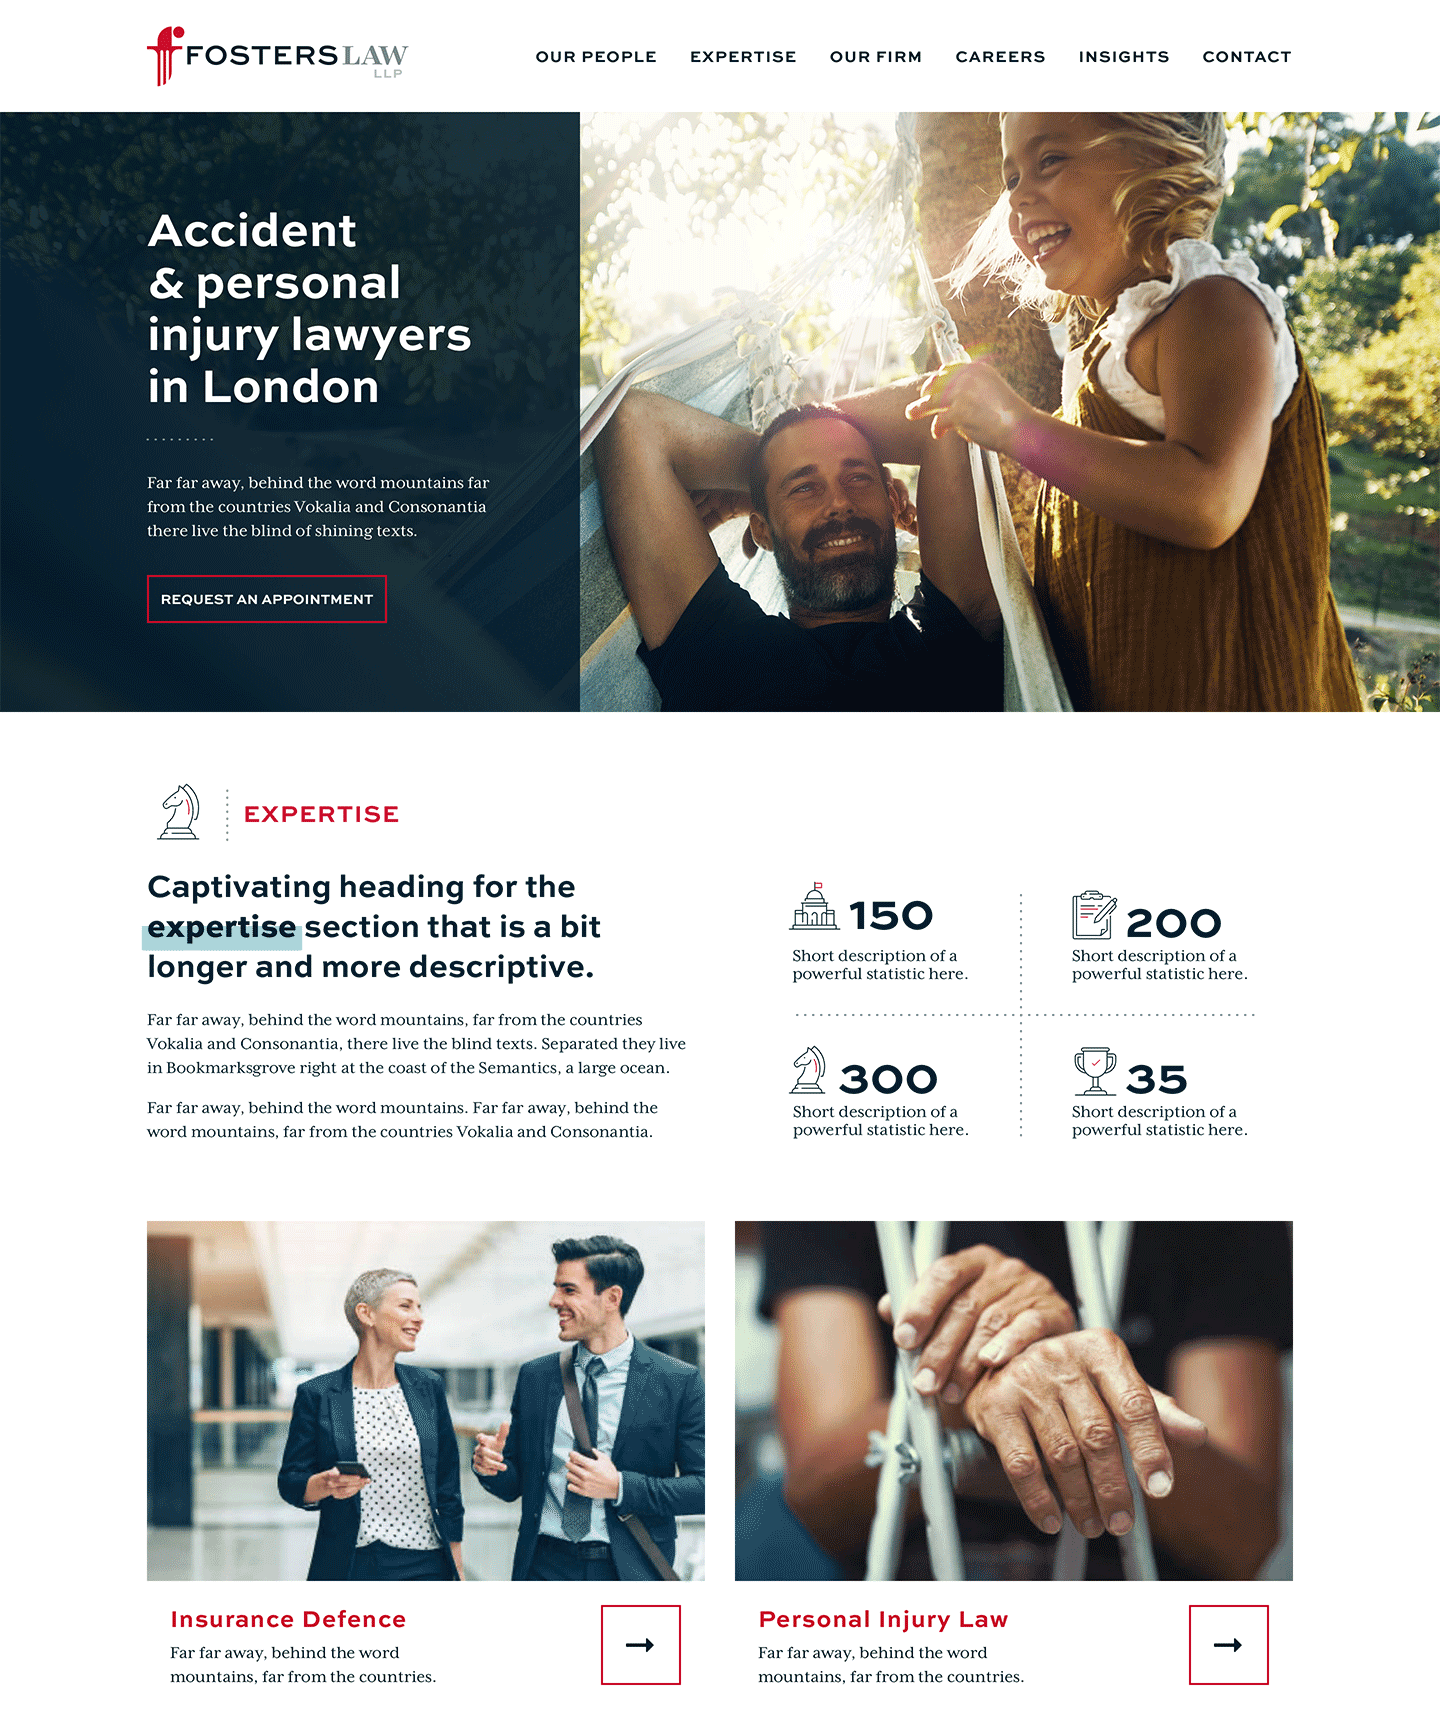 FOSTERS LAW
LLP
OUR PEOPLE EXPERTISE OUR FIRM CAREERS INSIGHTS CONTACT
Accident
& personal
injury lawyers
in London
Far far away, behind the word mountains far
from the countries Vokalia and Consonantia
there live the blind of shining texts.
REQUEST AN APPOINTMENT
EXPERTISE
Captivating heading for the
expertise section that is a bit
longer and more descriptive.
Far far away, behind the word mountains, far from the countries
Vokalia and Consonantia, there live the blind texts. Separated they live
in Bookmarksgrove right at the coast of the Semantics, a large ocean.
Far far away, behind the word mountains. Far far away, behind the
word mountains, far from the countries Vokalia and Consonantia.
150
Short description of a
powerful statistic here.
200
Short description of a
powerful statistic here.
300
Short description of a
powerful statistic here.
35
Short description of a
powerful statistic here.
Insurance Defence
Far far away, behind the word
mountains, far from the countries.
Personal Injury Law
Far far away, behind the word
mountains, far from the countries.